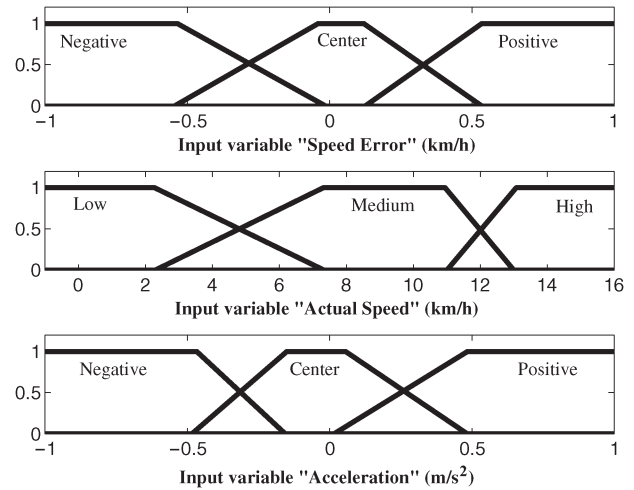 1
Negative
Center
Positive
0.5
0
−1
−0.5
0
0.5
1
Input variable "Speed Error" (km/h)
1
Low
Medium
High
0.5
0
0
2
4
6
8
10
12
14
16
Input variable "Actual Speed" (km/h)
1
Negative
Center
Positive
0.5
0
−1
−0.5
0
0.5
1
Input variable "Acceleration" (m/s²)